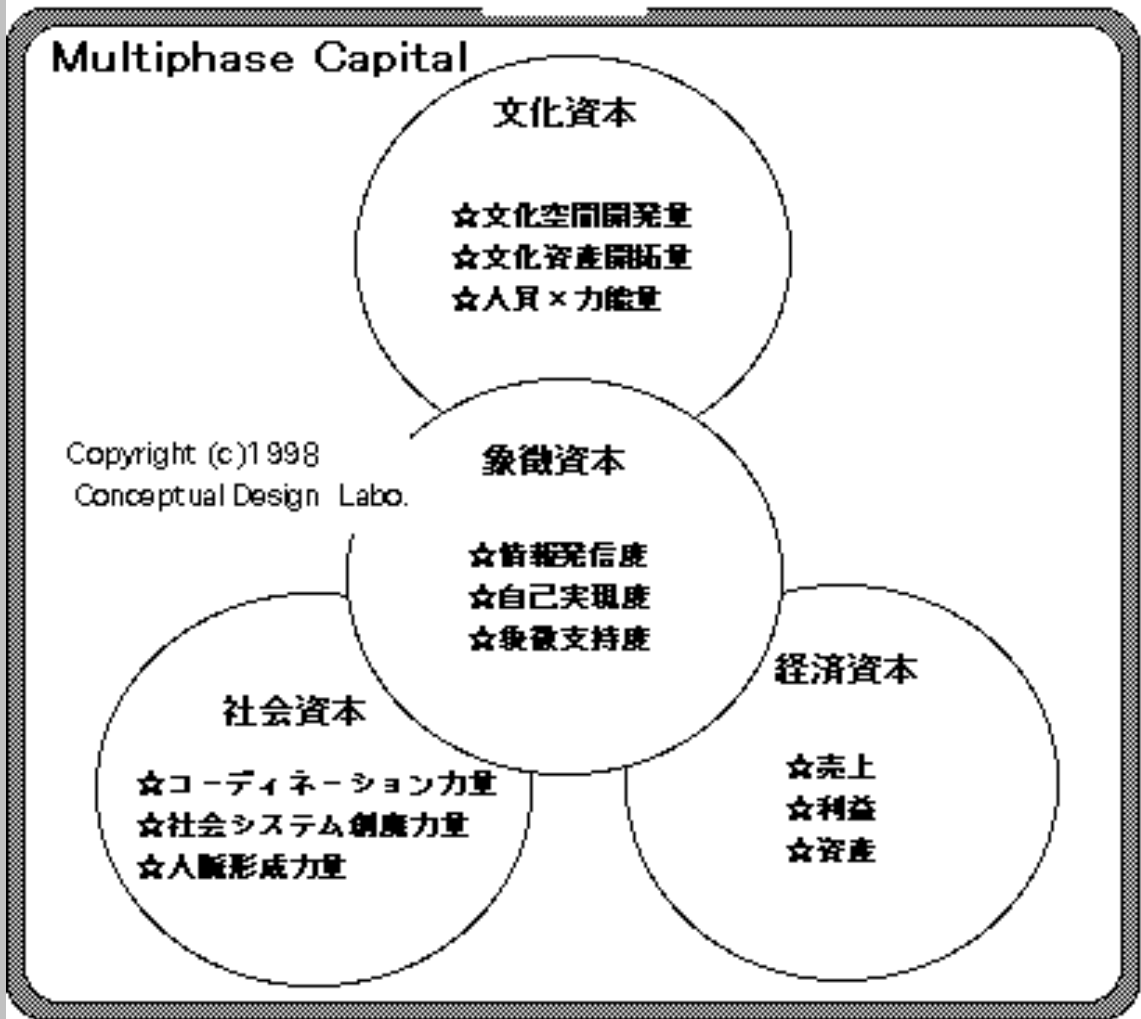 Multiphase Capital
文化資本
☆文化空間開発量
☆文化資産開拓量
☆人員×力能量
Copyright (c)1998
Conceptual Design Labo.
象徴資本
☆情報発信度
☆自己実現度
☆象徴支持度
社会資本
☆コーディネーション力量
☆社会システム創産力量
☆人脈形成力量
経済資本
☆売上
☆利益
☆資産